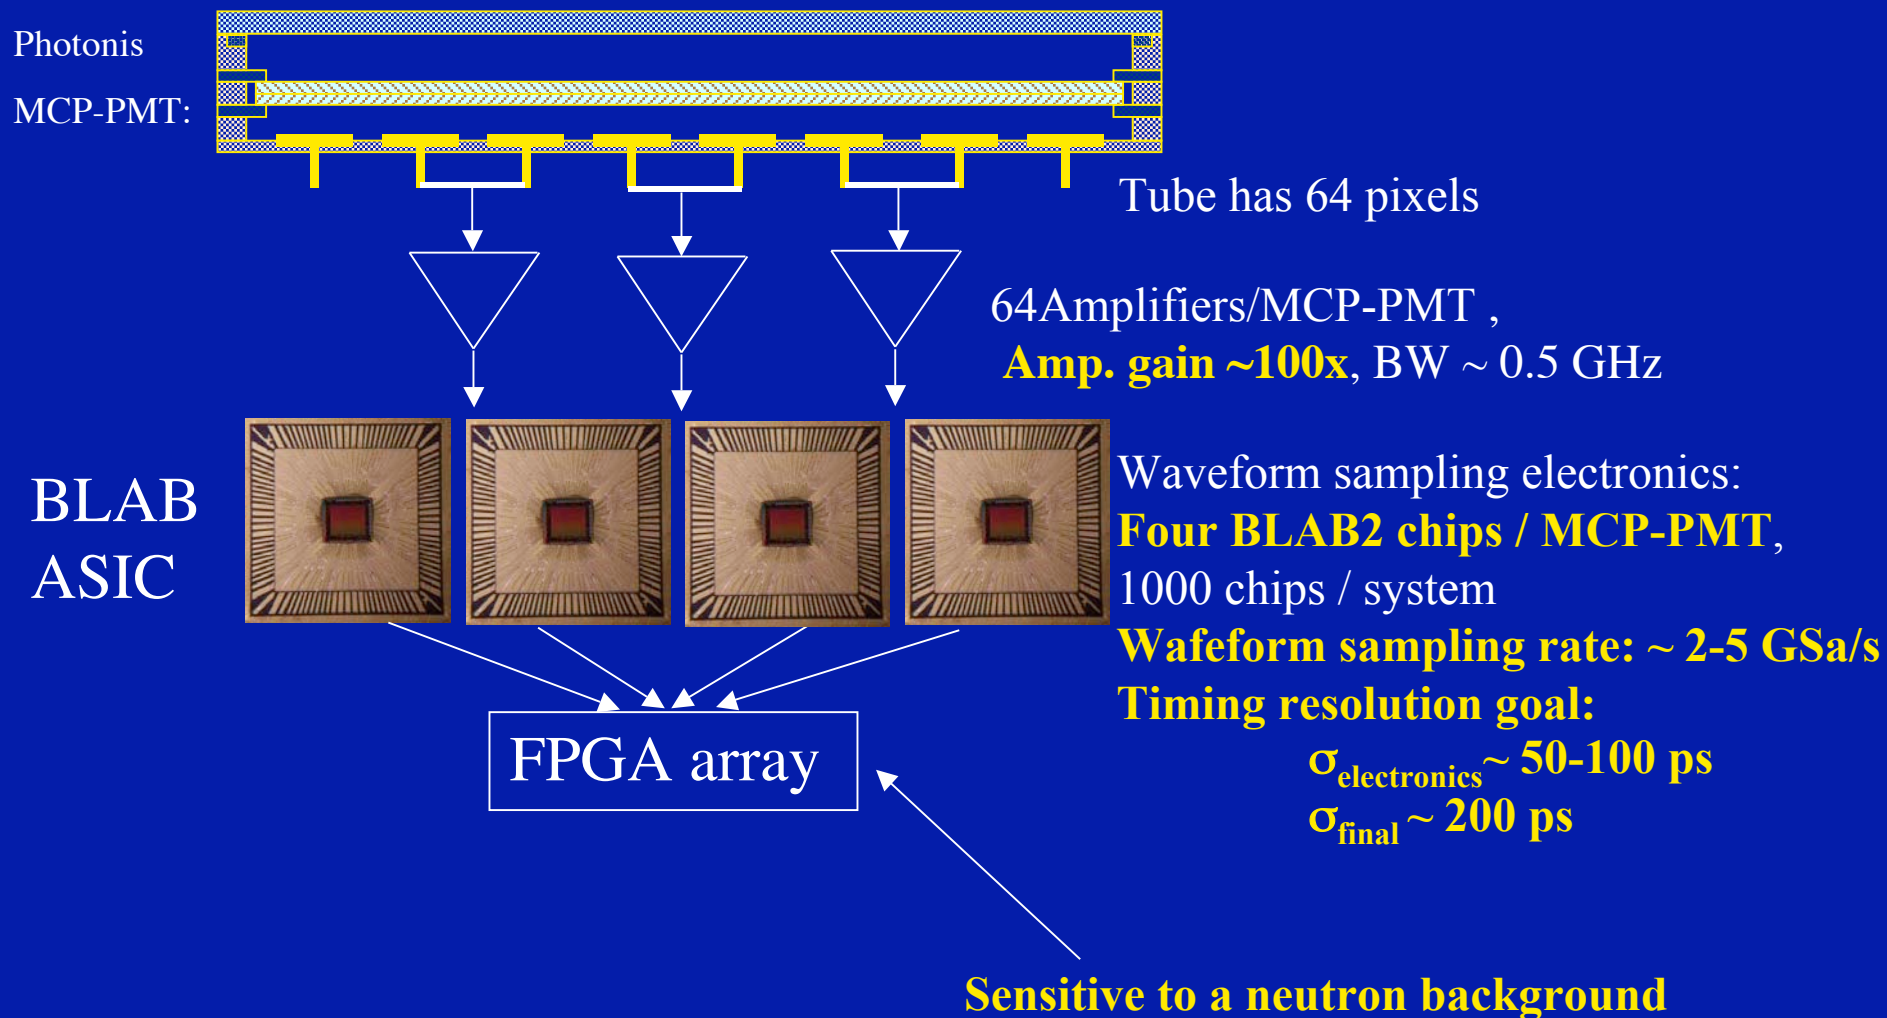 Photonis
MCP-PMT:
Tube has 64 pixels
64Amplifiers/MCP-PMT ,
Amp. gain ~100x, BW ~ 0.5 GHz
BLAB
ASIC
Waveform sampling electronics:
Four BLAB2 chips / MCP-PMT,
1000 chips / system
Wafeform sampling rate: ~ 2-5 GSa/s
Timing resolution goal:
σelectronics ~ 50-100 ps
σfinal ~ 200 ps
FPGA array
Sensitive to a neutron background